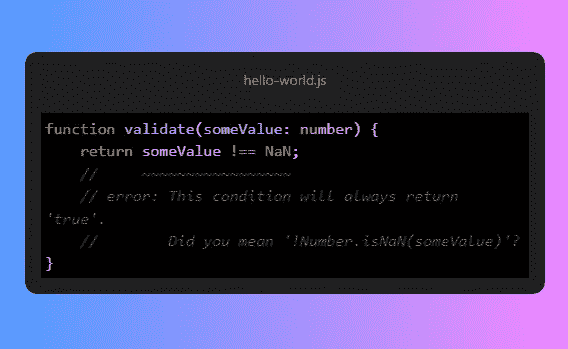 hello-world.js
function validate(someValue: number) {
    return someValue !== NaN;
    //     ~~~~~~~~~~~~~~~~~
    // error: This condition will always return
'true'.
    //        Did you mean '!Number.isNaN(someValue)'?
}